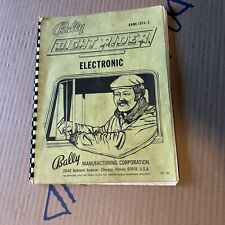 Bally
GAME 1074-E
NIGHT RIDER
ELECTRONIC
Bally
MANUFACTURING CORPORATION
2640 Belmont Avenue · Chicago, Illinois, 60618, U.S.A.